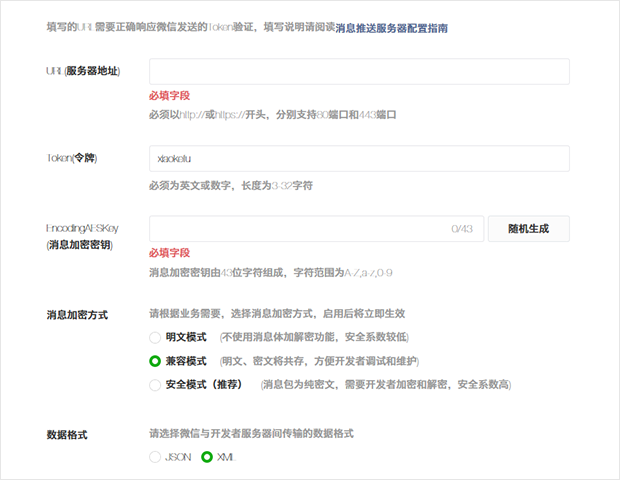 填写的URL需要正确响应微信发送的Token验证，填写说明请阅读消息推送服务器配置指南
URL(服务器地址)
必填字段
必须以http://或https://开头，分别支持80端口和443端口
Token(令牌) xiaoketu
必须为英文或数字，长度为3-32字符
EncodingAESKey 0/43 随机生成
(消息加密密钥)
必填字段
消息加密密钥由43位字符组成，字符范围为A-Z,a-z,0-9
消息加密方式 请根据业务需要，选择消息加密方式，启用后将立即生效
明文模式 (不使用消息体加解密功能，安全系数较低)
兼容模式 (明文、密文将共存，方便开发者调试和维护)
安全模式（推荐） (消息包为纯密文，需要开发者加密和解密，安全系数高)
数据格式 请选择微信与开发者服务器间传输的数据格式
JSON XML